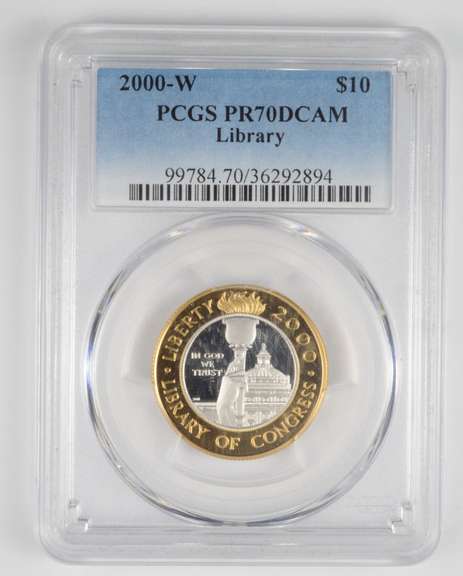 2000-W $10
PCGS PR70DCAM
Library
99784.70/36292894
LIBERTY 2000
IN GOD
WE
TRUST
LIBRARY OF CONGRESS